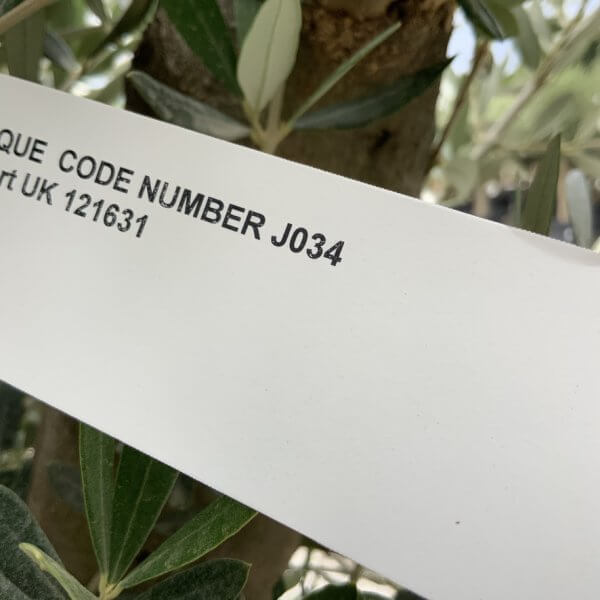 QUE CODE NUMBER J034
rt UK 121631